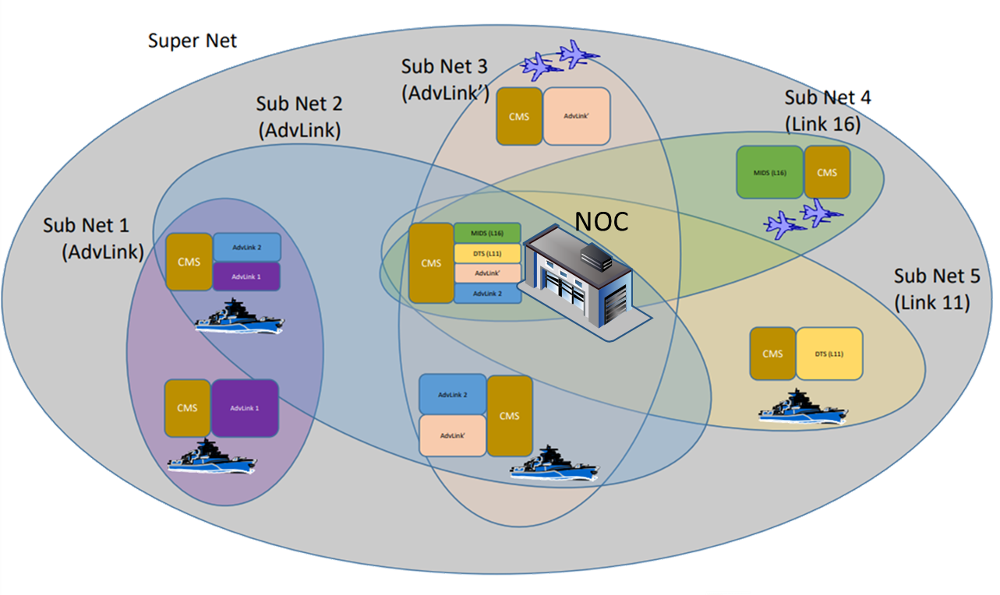 Super Net
Sub Net 3
(AdvLink’)
Sub Net 2
(AdvLink)
CMS
AdvLink'
Sub Net 4
(Link 16)
MIDS (L16)
CMS
Sub Net 1
(AdvLink)
CMS
AdvLink 2
AdvLink 1
CMS
MIDS (L16)
DTS (L11)
AdvLink'
AdvLink 2
NOC
Sub Net 5
(Link 11)
CMS
DTS (L11)
CMS
AdvLink 1
AdvLink 2
AdvLink'
CMS